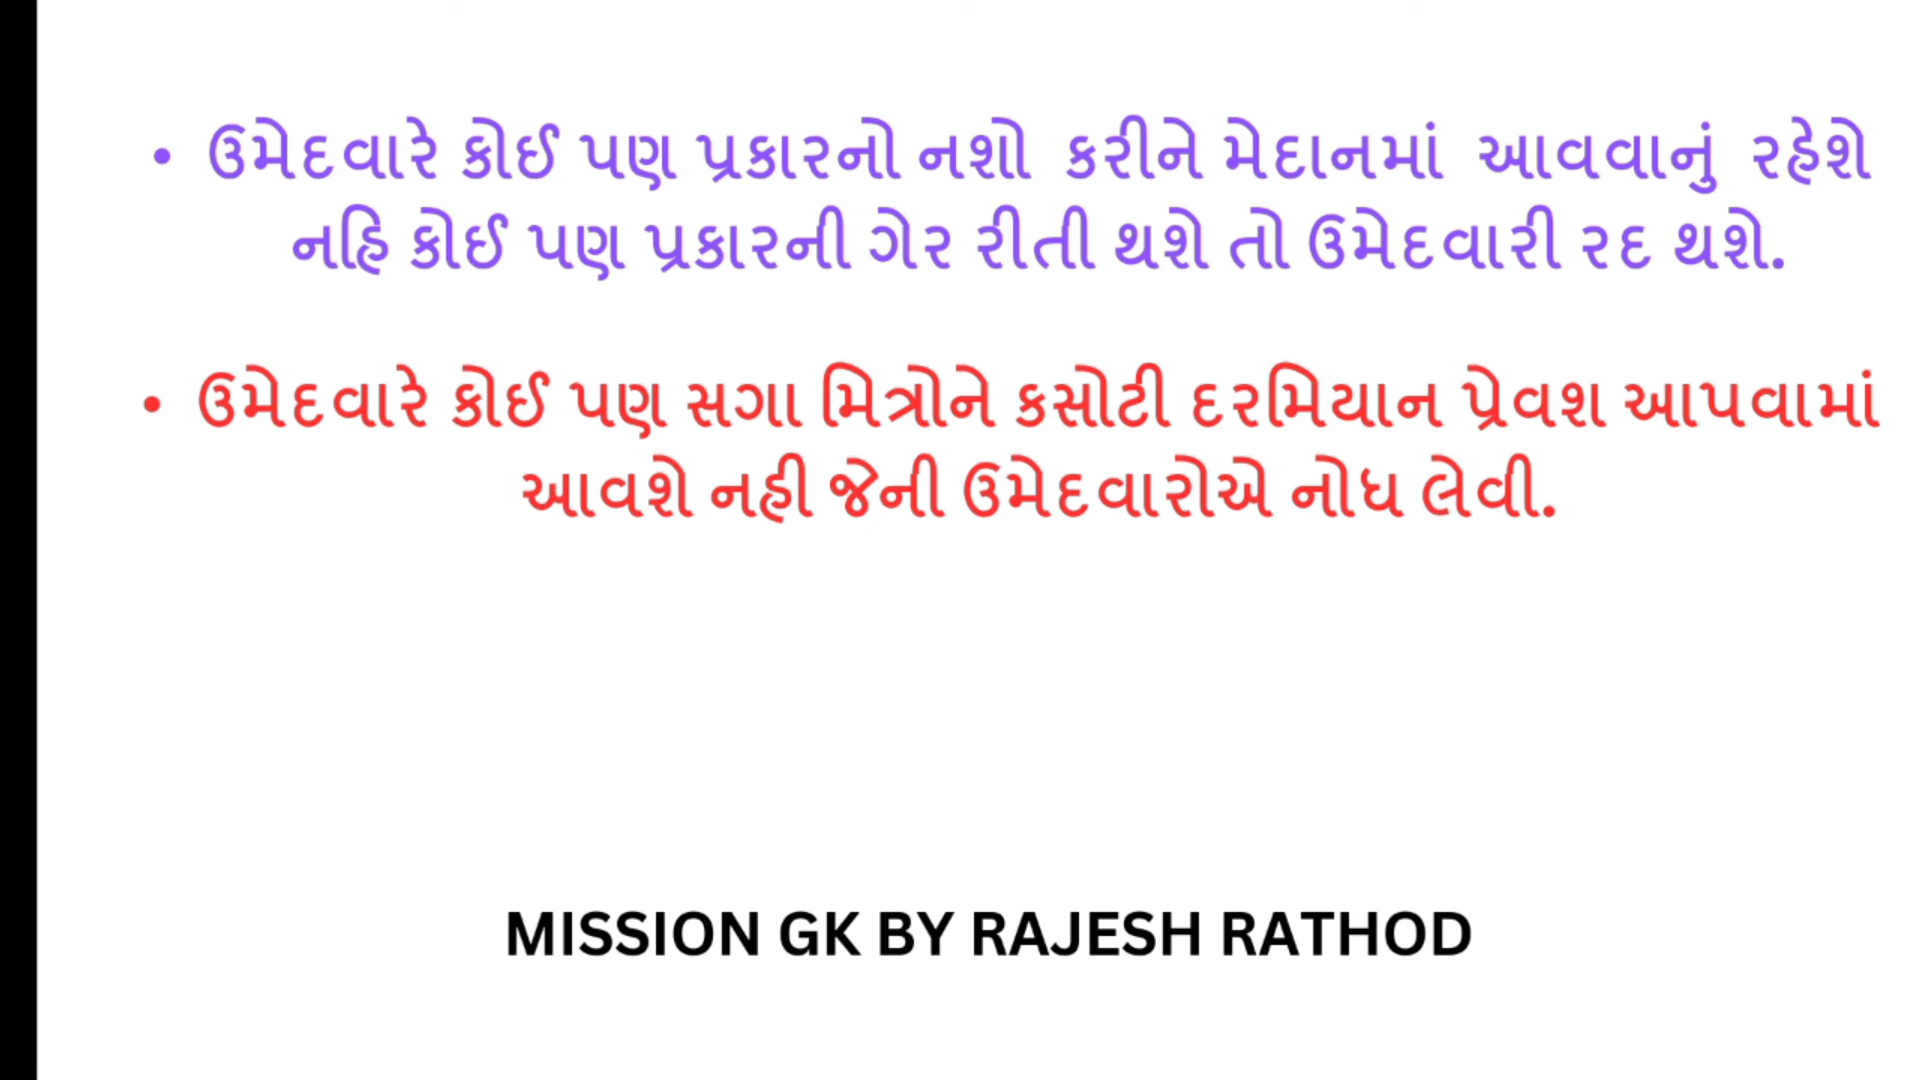 • ઉમેદવારે કોઈ પણ પ્રકારનો નશો કરીને મેદાનમાં આવવાનું રહેશે
નહિ કોઈ પણ પ્રકારની ગેર રીતી થશે તો ઉમેદવારી રદ થશે.
• ઉમેદવારે કોઈ પણ સગા મિત્રોને કસોટી દરમિયાન પ્રેવશ આપવામાં
આવશે નહી જેની ઉમેદવારોએ નોધ લેવી.
MISSION GK BY RAJESH RATHOD